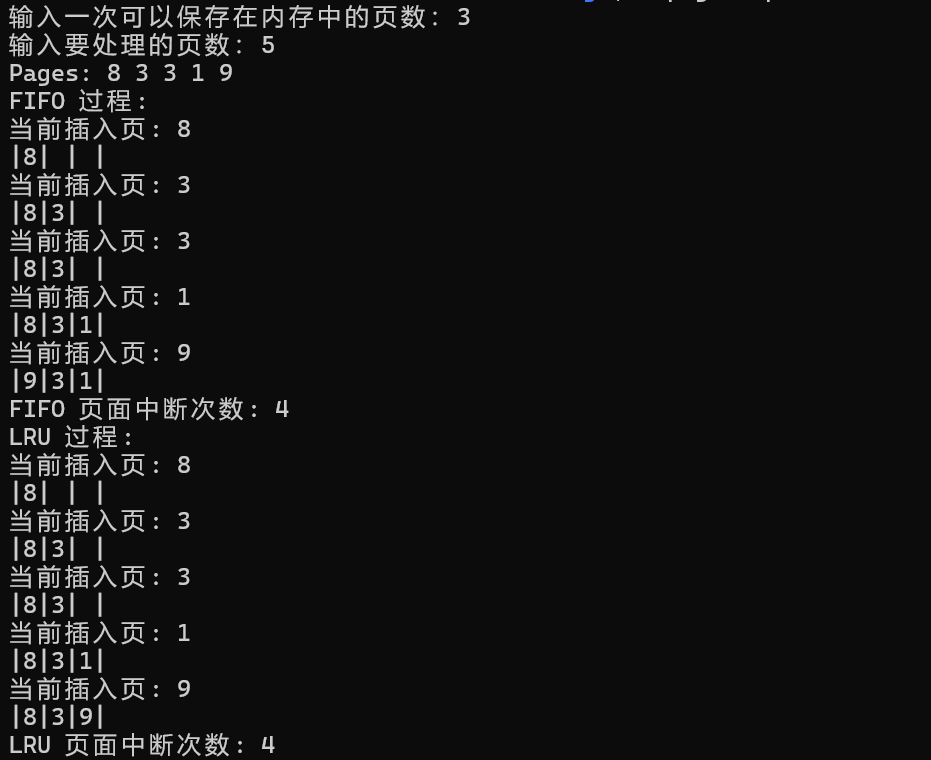 输入一次可以保存在内存中的页数: 3
输入要处理的页数: 5
Pages: 8 3 3 1 9
FIFO 过程:
当前插入页: 8
|8| | |
当前插入页: 3
|8|3| |
当前插入页: 3
|8|3| |
当前插入页: 1
|8|3|1|
当前插入页: 9
|9|3|1|
FIFO 页面中断次数: 4
LRU 过程:
当前插入页: 8
|8| | |
当前插入页: 3
|8|3| |
当前插入页: 3
|8|3| |
当前插入页: 1
|8|3|1|
当前插入页: 9
|8|3|9|
LRU 页面中断次数: 4